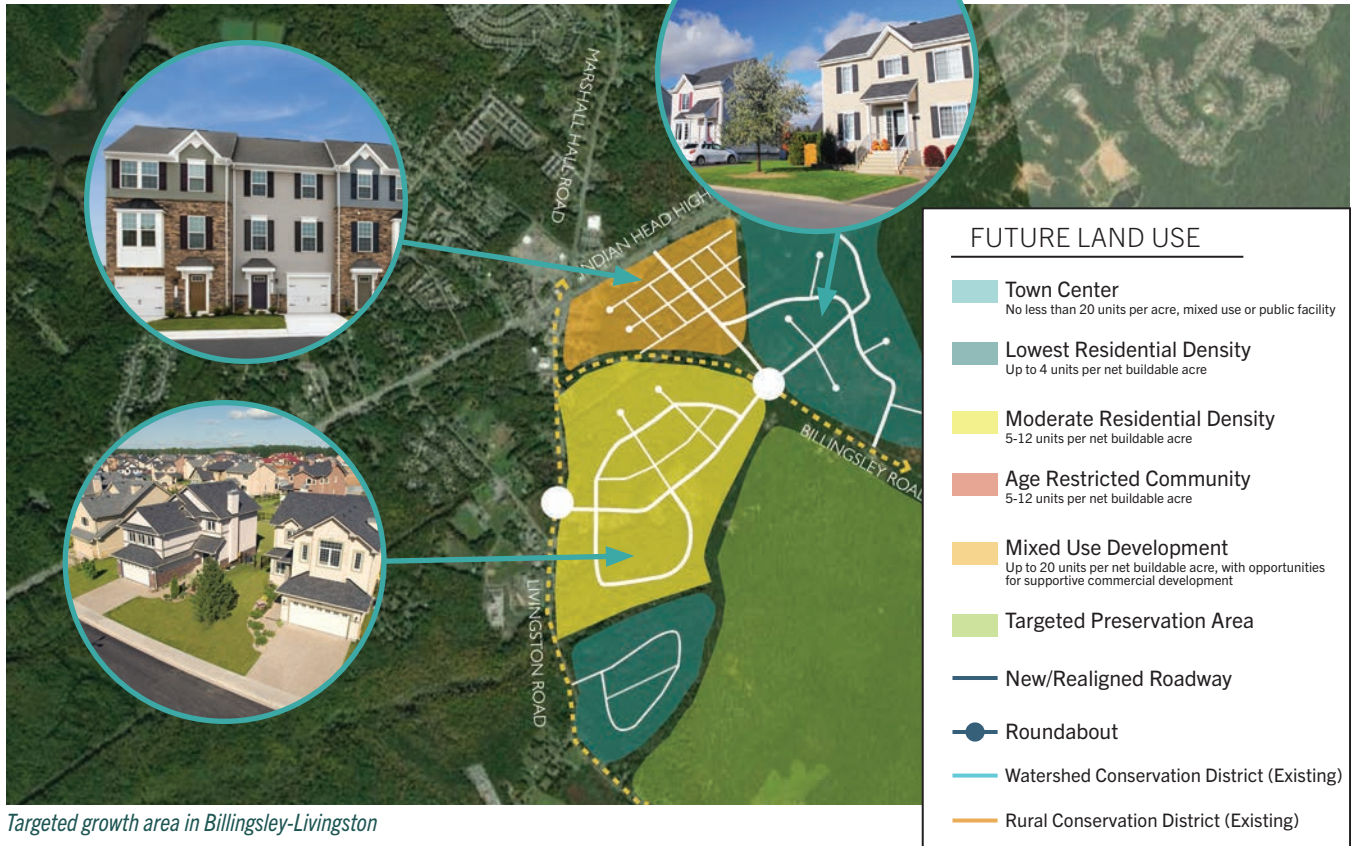 MARSHALL HALL ROAD
INDIAN HEAD HIGH
BILLINGSLEY ROAD
LIVINGSTON ROAD
FUTURE LAND USE
Town Center
No less than 20 units per acre, mixed use or public facility
Lowest Residential Density
Up to 4 units per net buildable acre
Moderate Residential Density
5-12 units per net buildable acre
Age Restricted Community
5-12 units per net buildable acre
Mixed Use Development
Up to 20 units per net buildable acre, with opportunities
for supportive commercial development
Targeted Preservation Area
New/Realigned Roadway
Roundabout
Watershed Conservation District (Existing)
Rural Conservation District (Existing)
Targeted growth area in Billingsley-Livingston